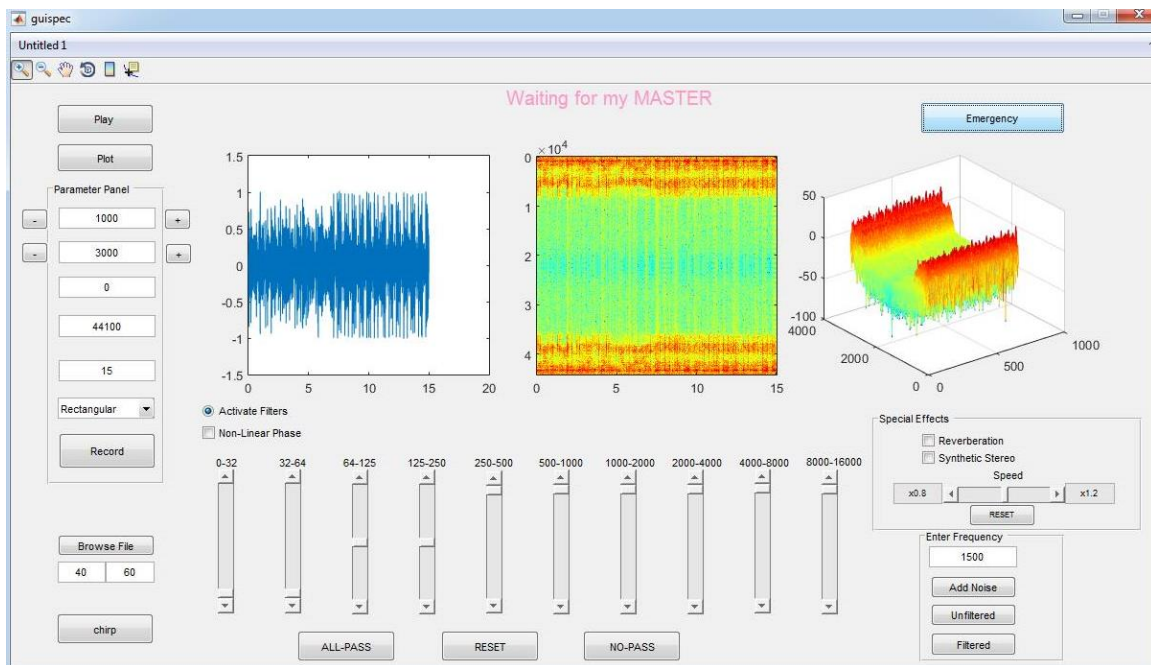 guispec
Untitled 1
Waiting for my MASTER
Play
Emergency
Plot
Parameter Panel
-
1000
+
-
3000
+
0
44100
15
Rectangular
Record
1.5
1
0.5
0
-0.5
-1
-1.5
0
5
10
15
20
× 10⁴
0
1
2
3
4
0
5
10
15
50
0
-50
-100
4000
2000
0
0
500
1000
Activate Filters
Non-Linear Phase
0-32
32-64
64-125
125-250
250-500
500-1000
1000-2000
2000-4000
4000-8000
8000-16000
Special Effects
Reverberation
Synthetic Stereo
Speed
x0.8
x1.2
RESET
Browse File
40
60
chirp
ALL-PASS
RESET
NO-PASS
Enter Frequency
1500
Add Noise
Unfiltered
Filtered